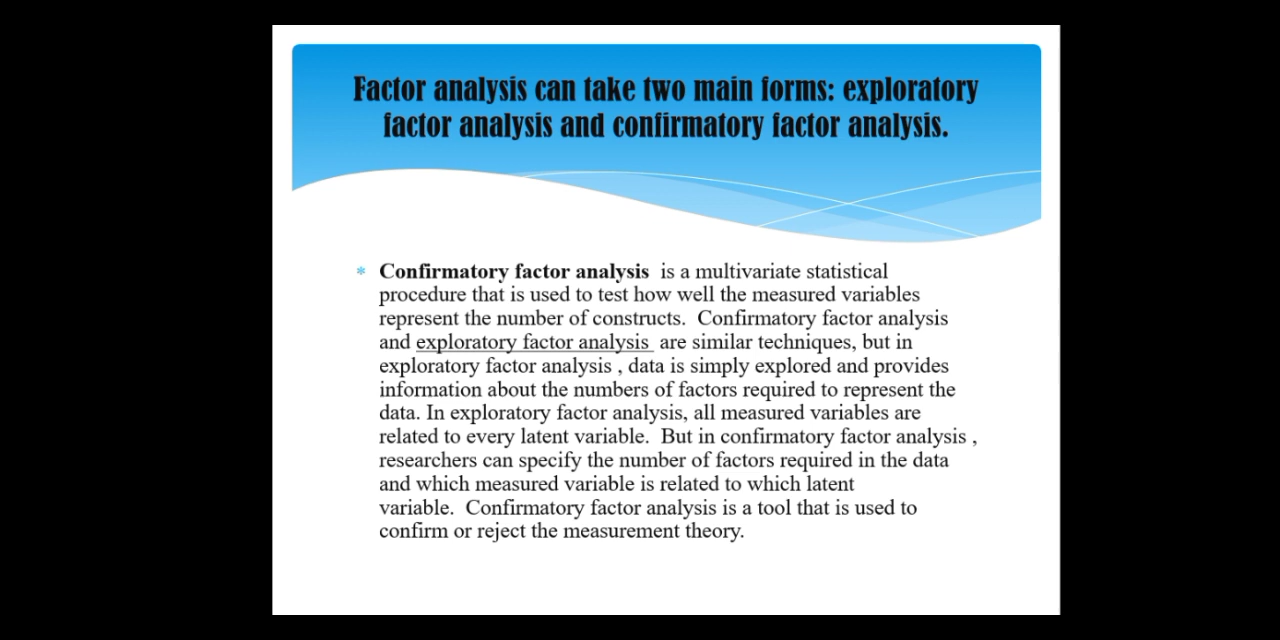 Factor analysis can take two main forms: exploratory
factor analysis and confirmatory factor analysis.
* Confirmatory factor analysis  is a multivariate statistical
procedure that is used to test how well the measured variables
represent the number of constructs.  Confirmatory factor analysis
and exploratory factor analysis  are similar techniques, but in
exploratory factor analysis , data is simply explored and provides
information about the numbers of factors required to represent the
data. In exploratory factor analysis, all measured variables are
related to every latent variable.  But in confirmatory factor analysis ,
researchers can specify the number of factors required in the data
and which measured variable is related to which latent
variable.  Confirmatory factor analysis is a tool that is used to
confirm or reject the measurement theory.